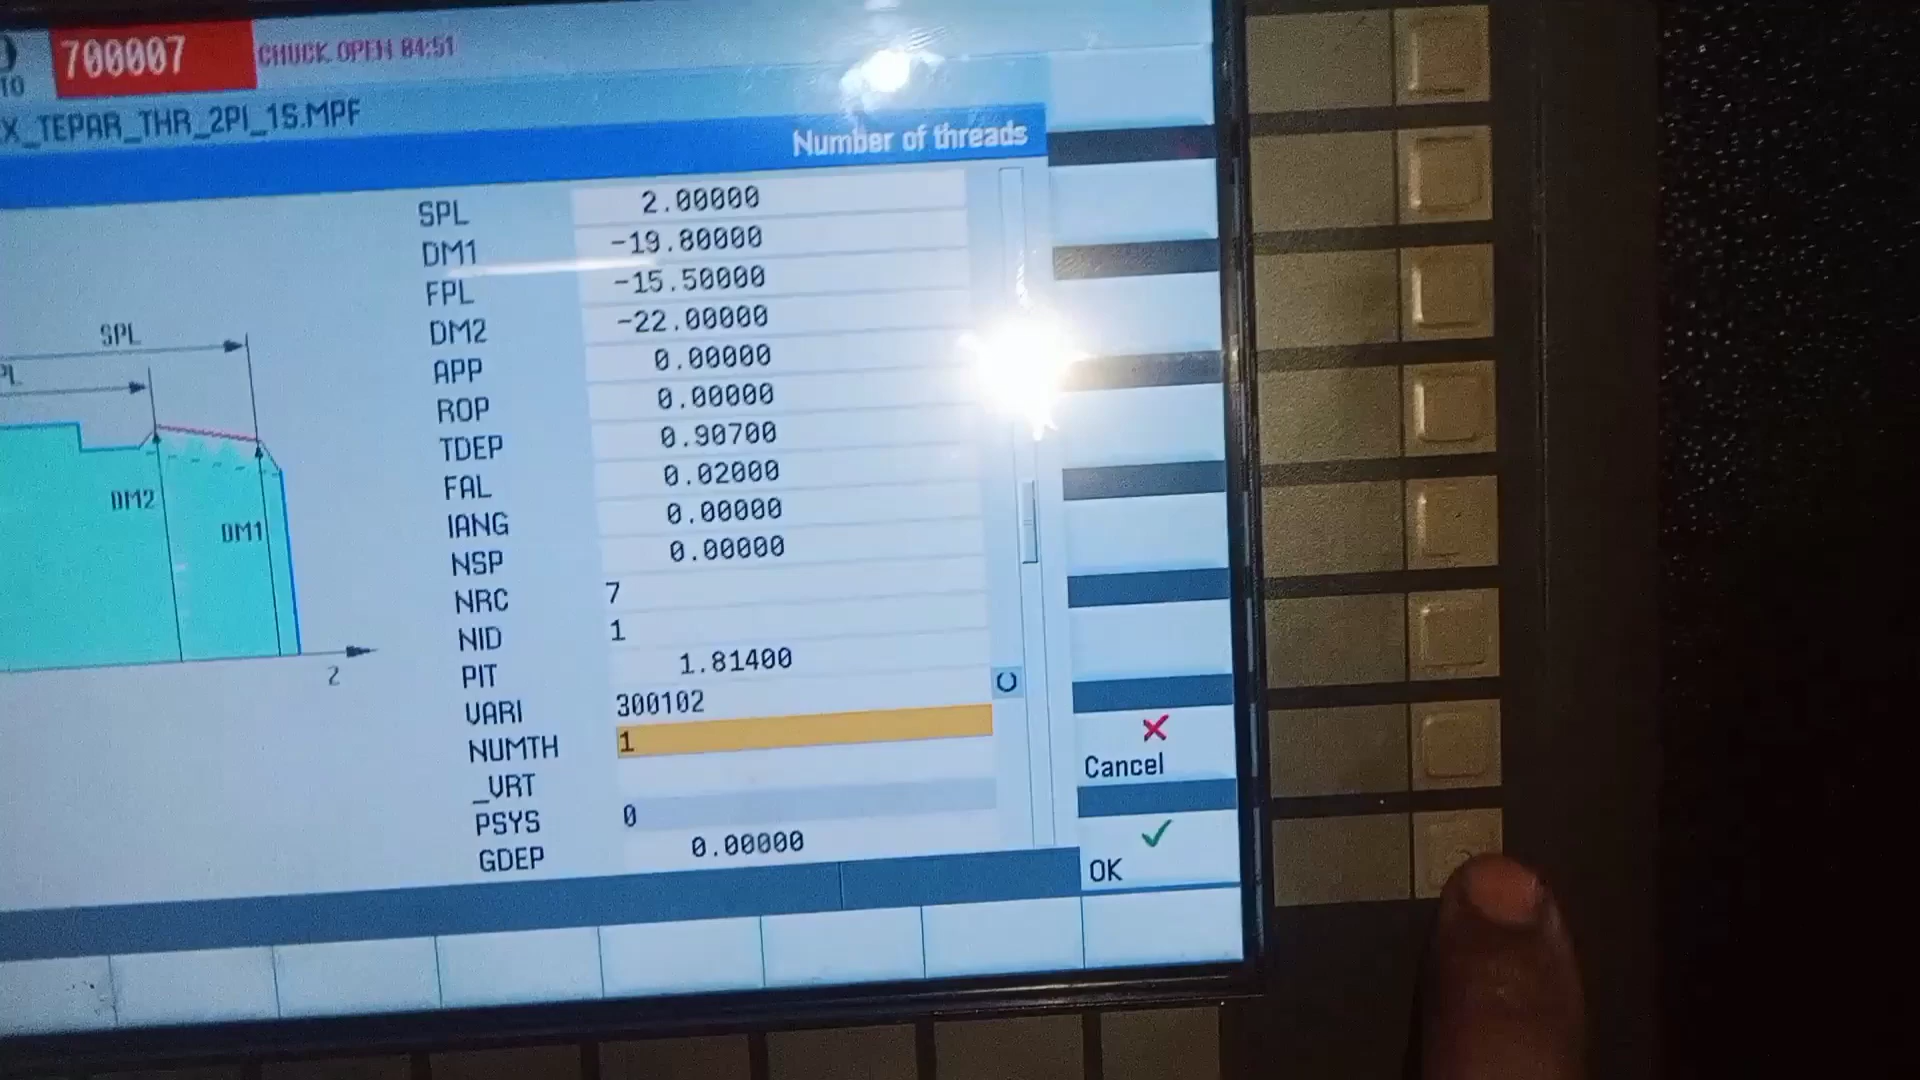 TO
700007
CHUCK OPEN 04:51
X_TEPAR_THR_2PI_1S.MPF
Number of threads
SPL 2.00000
DM1 -19.80000
FPL -15.50000
DM2 -22.00000
APP 0.00000
ROP 0.00000
TDEP 0.90700
FAL 0.02000
IANG 0.00000
NSP 0.00000
NRC 7
NID 1
PIT 1.81400
VARI 300102
NUMTH 1
_VRT
PSYS 0
GDEP 0.00000
SPL
PL
DM2
DM1
Z
Cancel
OK